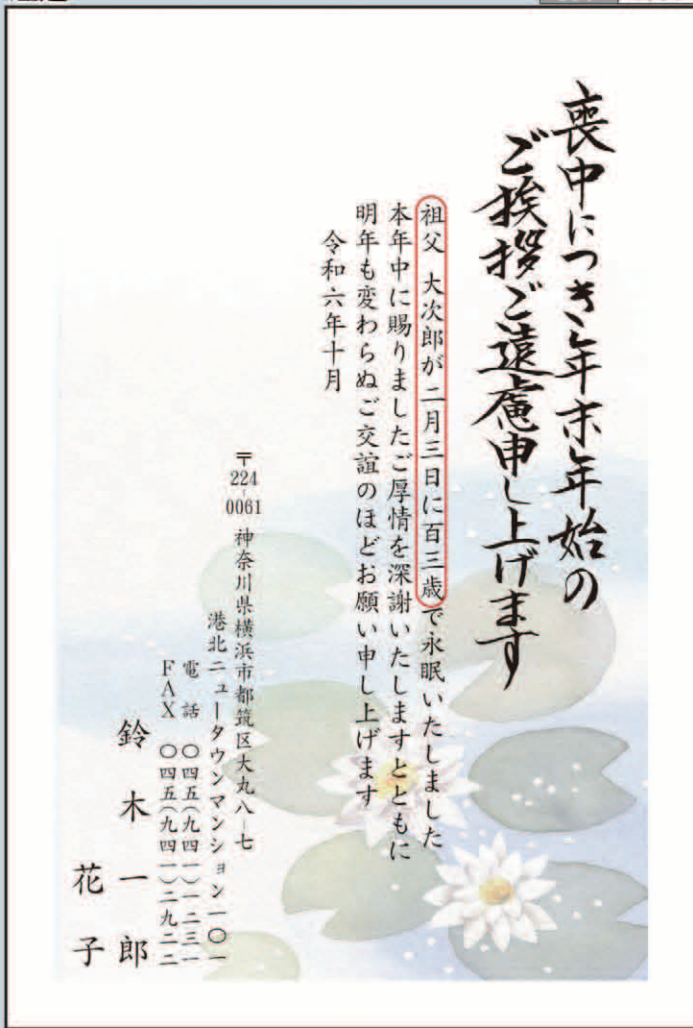 喪中につき年末年始の
ご挨拶ご遠慮申し上げます
祖父 大次郎が二月三日に百三歳で永眠いたしました
本年中に賜りましたご厚情を深謝いたしますとともに
明年も変わらぬご交誼のほどお願い申し上げます
令和六年十月
〒224-0061 神奈川県横浜市都筑区大丸八-七
港北ニュータウンマンション一〇一
電話 〇四五(九四一)一二三一
FAX 〇四五(九四一)二九二二
鈴木一郎
花子